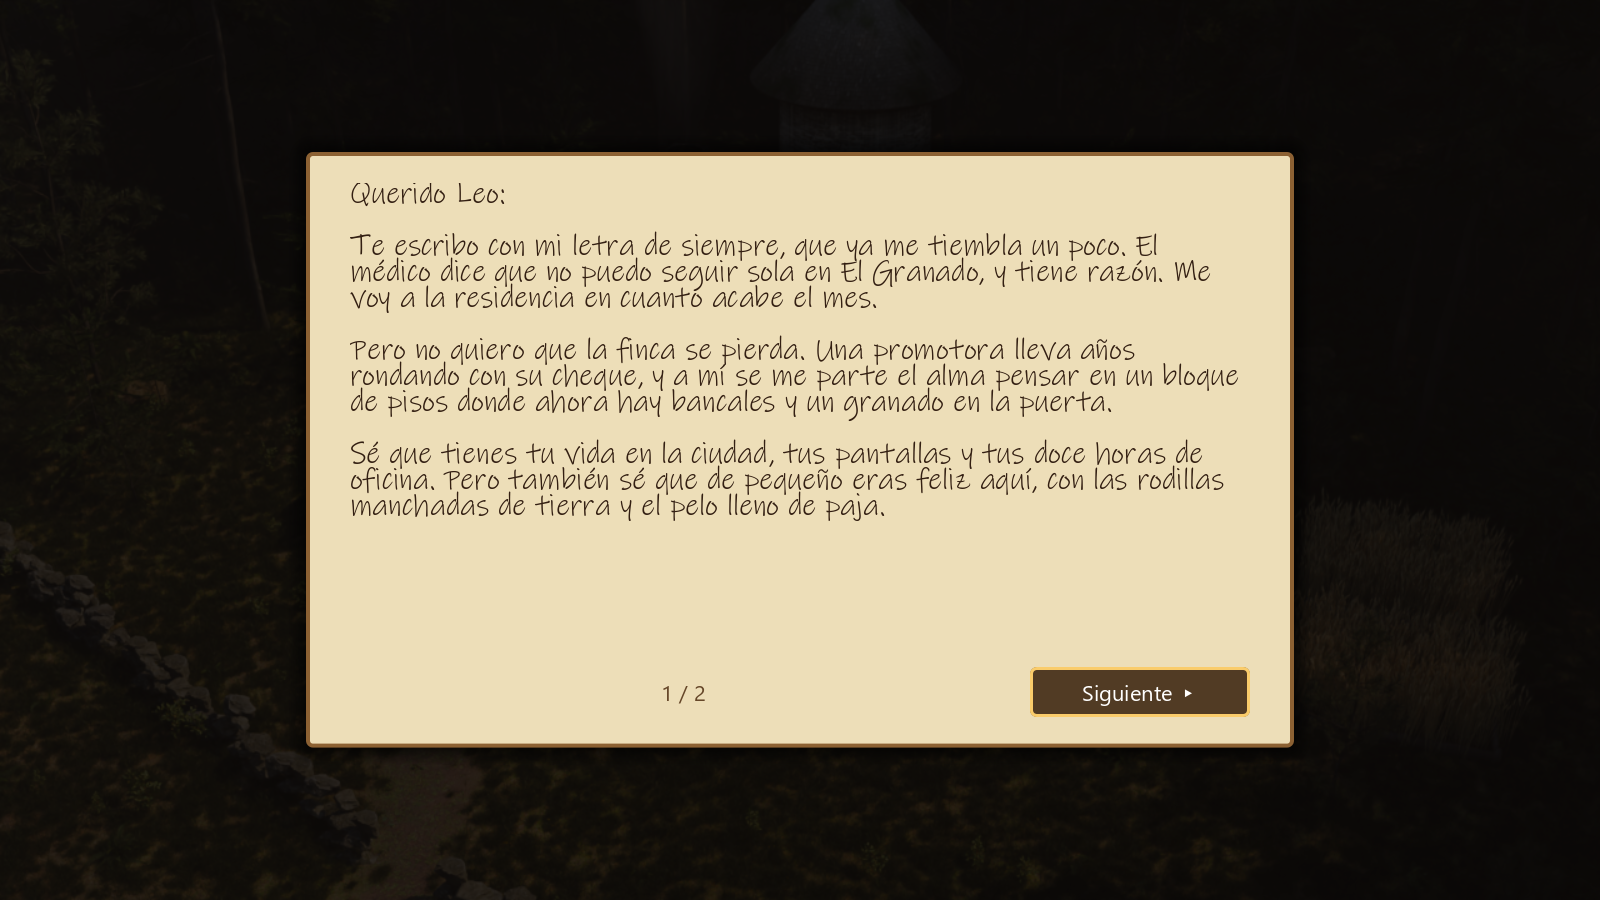 Querido Leo:
Te escribo con mi letra de siempre, que ya me tiembla un poco. El
médico dice que no puedo seguir sola en El Granado, y tiene razón. Me
voy a la residencia en cuanto acabe el mes.
Pero no quiero que la finca se pierda. Una promotora lleva años
rondando con su cheque, y a mí se me parte el alma pensar en un bloque
de pisos donde ahora hay bancales y un granado en la puerta.
Sé que tienes tu vida en la ciudad, tus pantallas y tus doce horas de
oficina. Pero también sé que de pequeño eras feliz aquí, con las rodillas
manchadas de tierra y el pelo lleno de paja.
1 / 2
Siguiente ▸